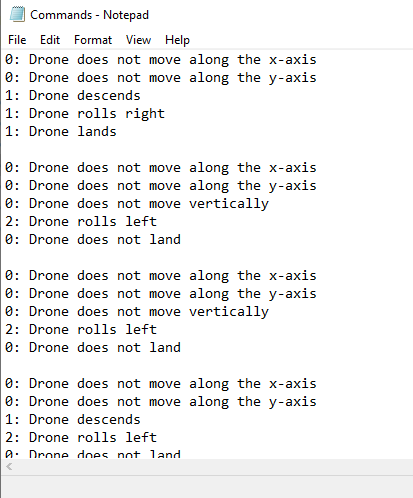 Commands - Notepad
File Edit Format View Help
0: Drone does not move along the x-axis
0: Drone does not move along the y-axis
1: Drone descends
1: Drone rolls right
1: Drone lands
0: Drone does not move along the x-axis
0: Drone does not move along the y-axis
0: Drone does not move vertically
2: Drone rolls left
0: Drone does not land
0: Drone does not move along the x-axis
0: Drone does not move along the y-axis
0: Drone does not move vertically
2: Drone rolls left
0: Drone does not land
0: Drone does not move along the x-axis
0: Drone does not move along the y-axis
1: Drone descends
2: Drone rolls left
0: Drone does not land